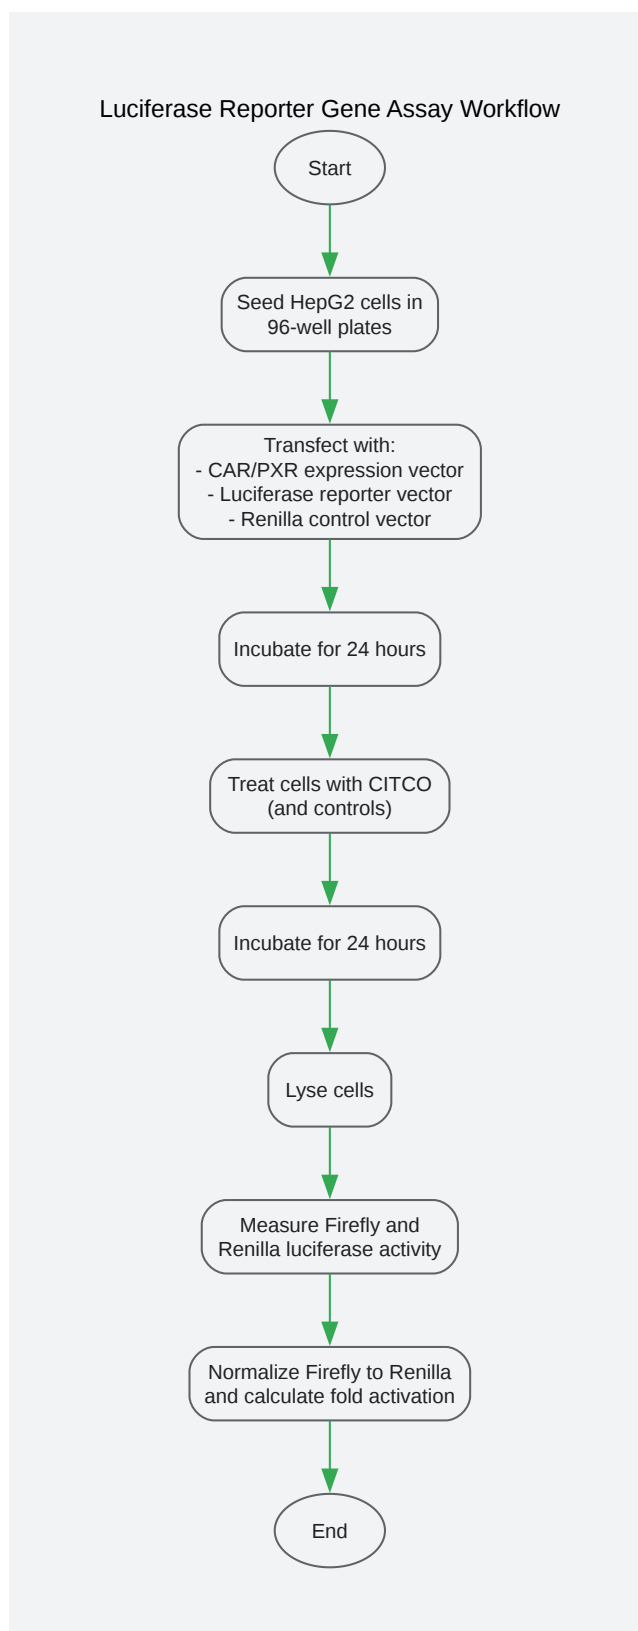 Luciferase Reporter Gene Assay Workflow
Start
Seed HepG2 cells in
96-well plates
Transfect with:
- CAR/PXR expression vector
- Luciferase reporter vector
- Renilla control vector
Incubate for 24 hours
Treat cells with CITCO
(and controls)
Incubate for 24 hours
Lyse cells
Measure Firefly and
Renilla luciferase activity
Normalize Firefly to Renilla
and calculate fold activation
End